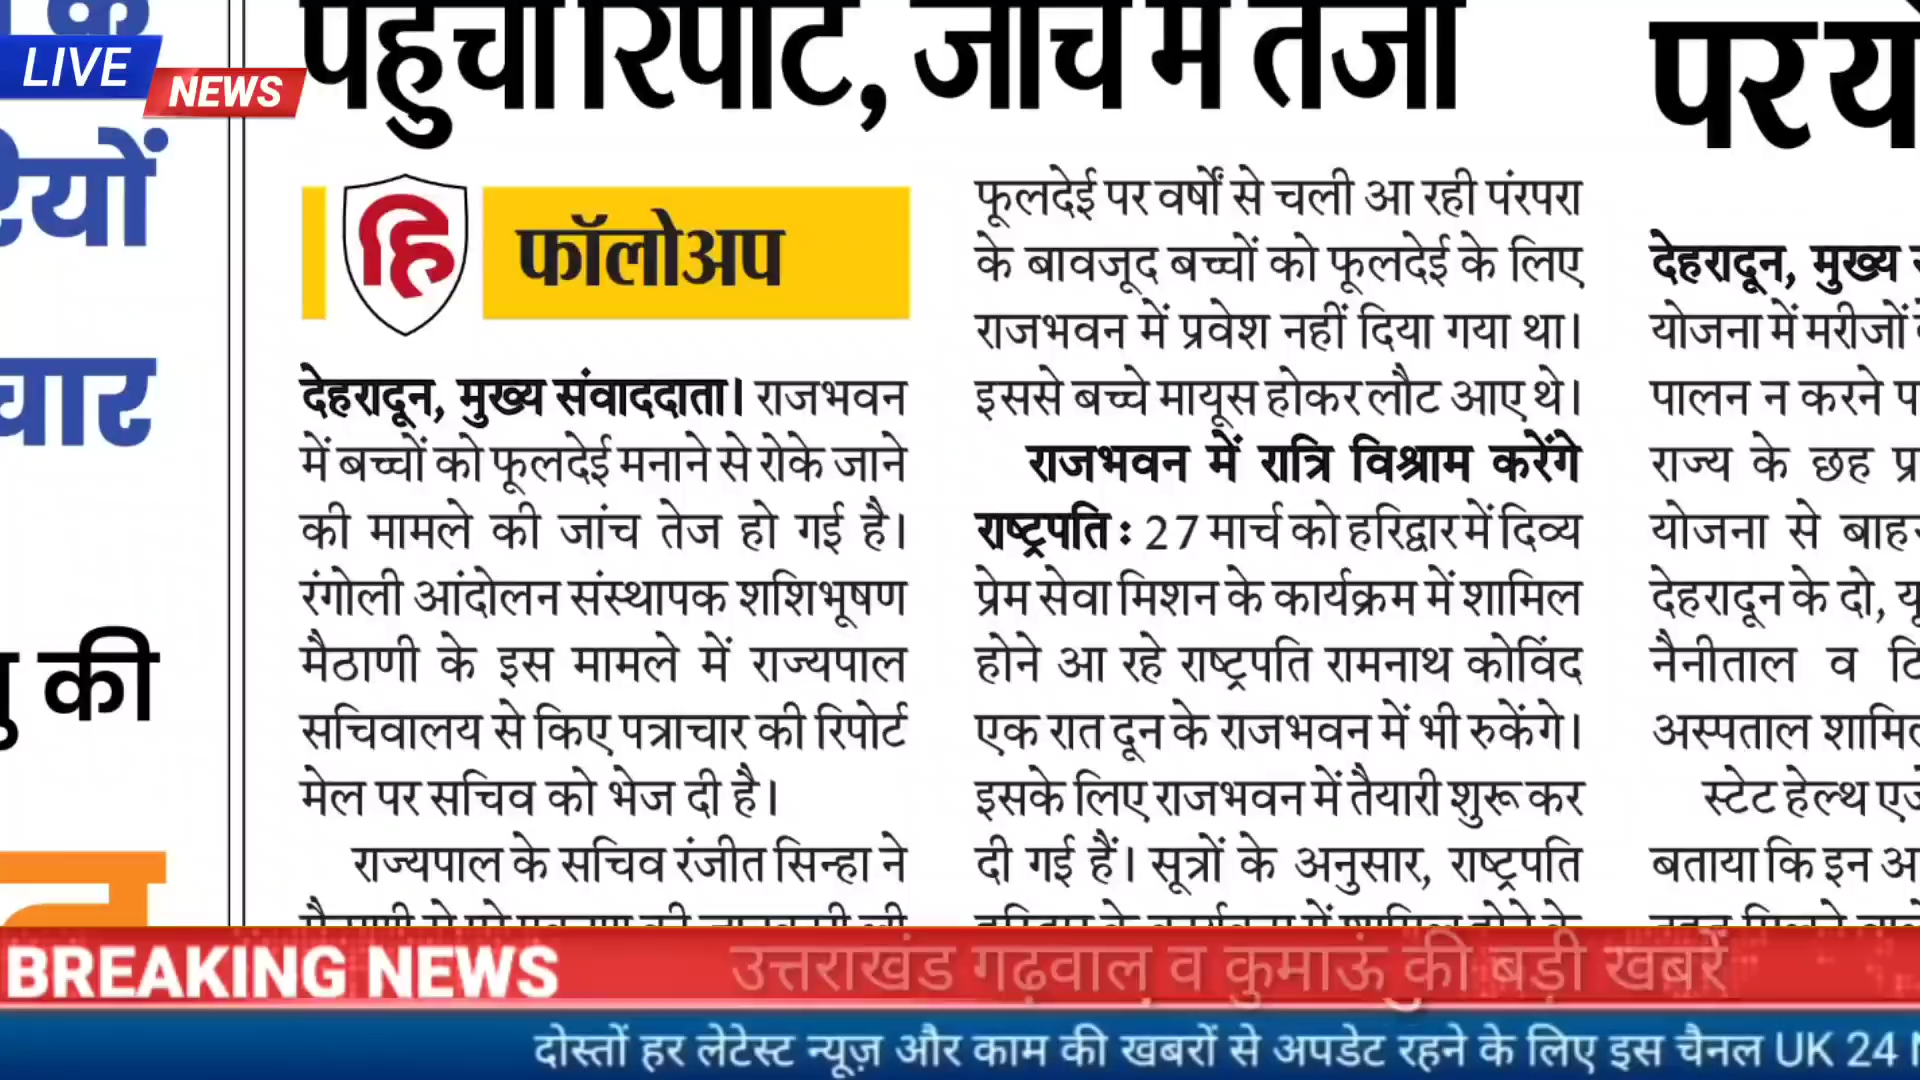 LIVE
NEWS
रियों
चार
की
पहुंची रिपोर्ट, जांच में तेजी
हि
फॉलोअप
देहरादून, मुख्य संवाददाता। राजभवन
में बच्चों को फूलदेई मनाने से रोके जाने
की मामले की जांच तेज हो गई है।
रंगोली आंदोलन संस्थापक शशिभूषण
मैठाणी के इस मामले में राज्यपाल
सचिवालय से किए पत्राचार की रिपोर्ट
मेल पर सचिव को भेज दी है।
राज्यपाल के सचिव रंजीत सिन्हा ने
फूलदेई पर वर्षों से चली आ रही पंरपरा
के बावजूद बच्चों को फूलदेई के लिए
राजभवन में प्रवेश नहीं दिया गया था।
इससे बच्चे मायूस होकर लौट आए थे।
राजभवन में रात्रि विश्राम करेंगे
राष्ट्रपति : 27 मार्च को हरिद्वार में दिव्य
प्रेम सेवा मिशन के कार्यक्रम में शामिल
होने आ रहे राष्ट्रपति रामनाथ कोविंद
एक रात दून के राजभवन में भी रुकेंगे।
इसके लिए राजभवन में तैयारी शुरू कर
दी गई हैं। सूत्रों के अनुसार, राष्ट्रपति
पर
देहरादून, मुख्य
योजना में मरीजों
पालन न करने
राज्य के छह
योजना से
देहरादून के दो,
नैनीताल व
अस्पताल
स्टेट हेल्थ
बताया कि इन
BREAKING NEWS
उत्तराखंड गढ़वाल व कुमाऊं की बड़ी खबरें
दोस्तों हर लेटेस्ट न्यूज़ और काम की खबरों से अपडेट रहने के लिए इस चैनल UK 24